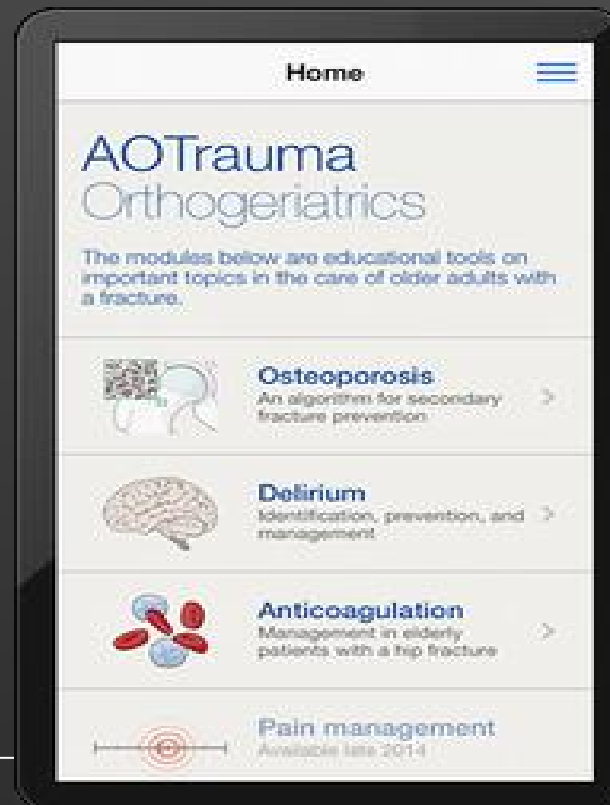 Home
AOTrauma
Orthogeriatrics
The modules below are educational tools on
important topics in the care of older adults with
a fracture.
Osteoporosis
An algorithm for secondary
fracture prevention
Delirium
Identification, prevention, and
management
Anticoagulation
Management in elderly
patients with a hip fracture
Pain management
Available late 2014